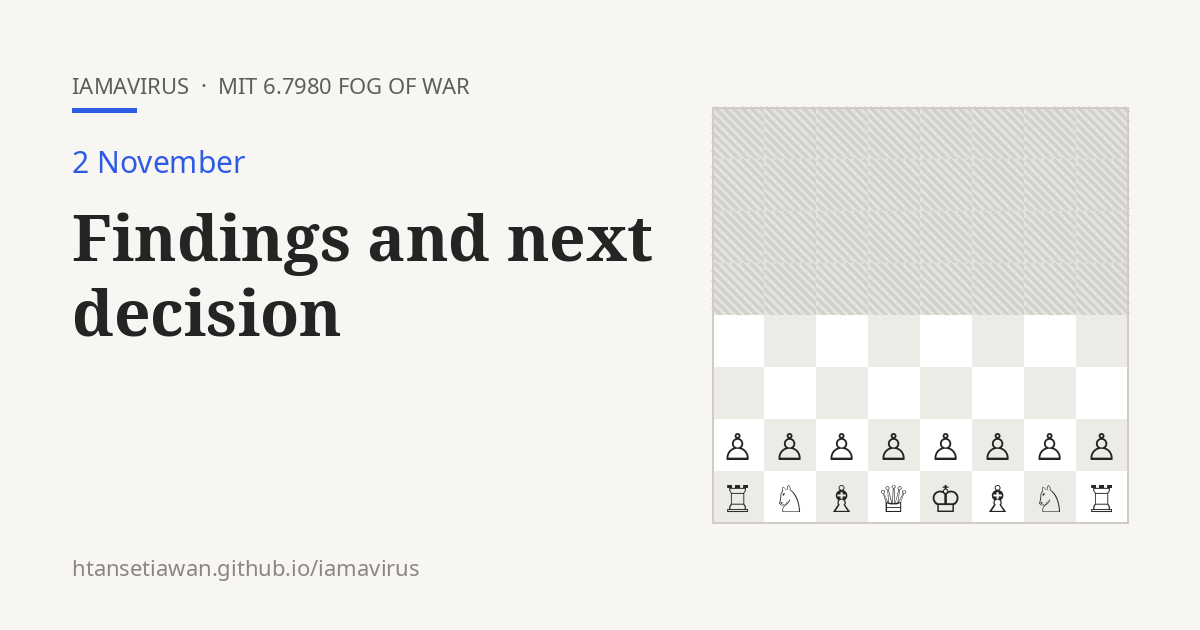 IAMAVIRUS · MIT 6.7980 FOG OF WAR
2 November
Findings and next
decision
htansetiawan.github.io/iamavirus